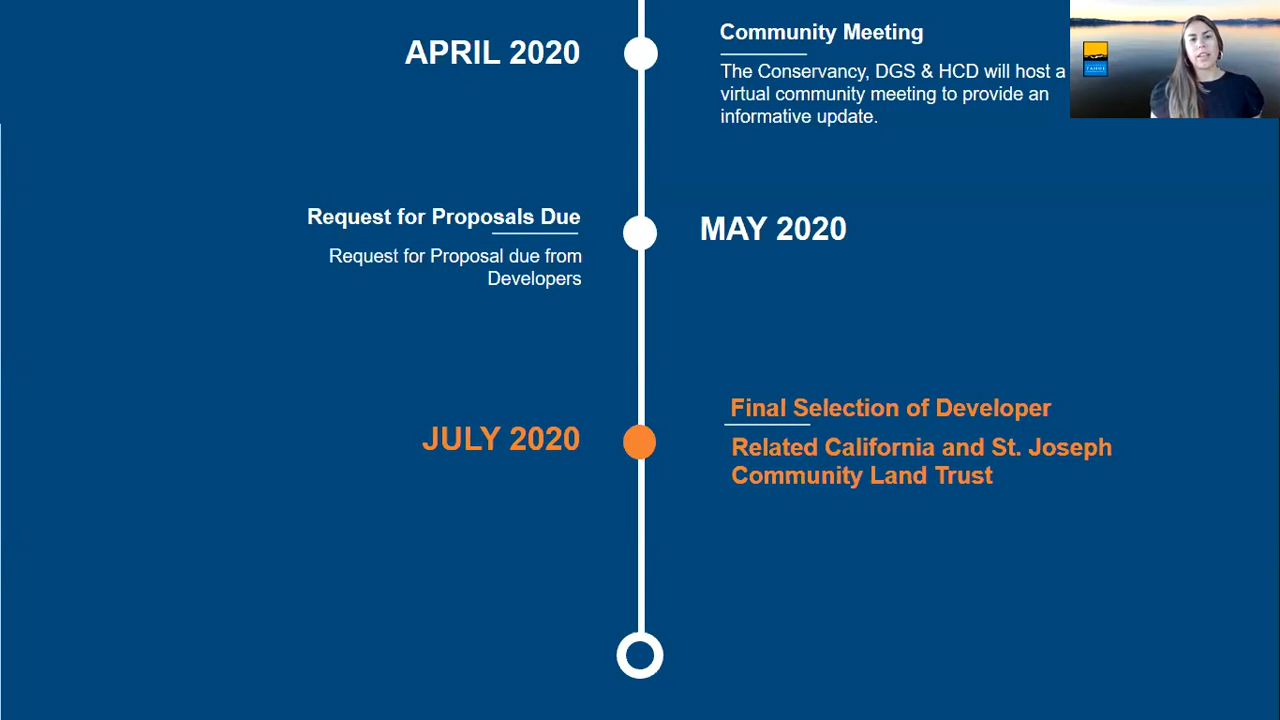 APRIL 2020
Community Meeting
The Conservancy, DGS & HCD will host a
virtual community meeting to provide an
informative update.
Request for Proposals Due
Request for Proposal due from
Developers
MAY 2020
JULY 2020
Final Selection of Developer
Related California and St. Joseph
Community Land Trust
TAHOE